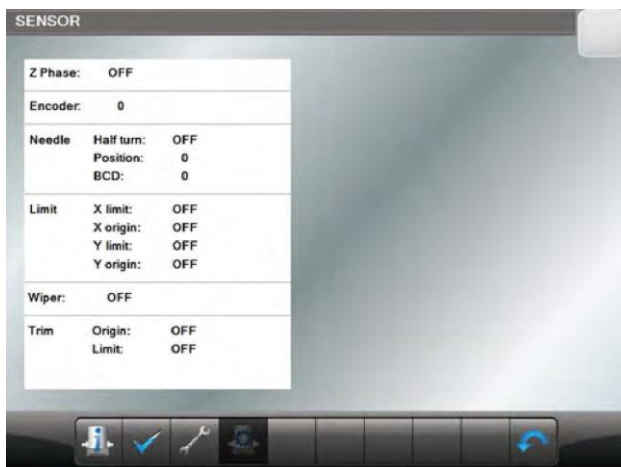 SENSOR
Z Phase: OFF
Encoder: 0
Needle Half turn: OFF
Position: 0
BCD: 0
Limit X limit: OFF
X origin: OFF
Y limit: OFF
Y origin: OFF
Wiper: OFF
Trim Origin: OFF
Limit: OFF
i